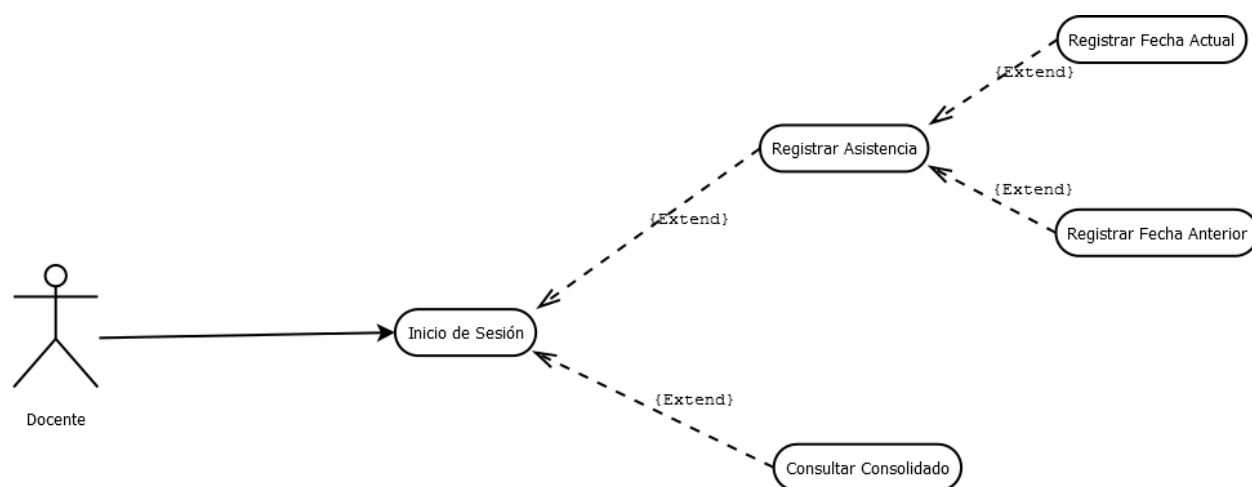 Registrar Fecha Actual
{Extend}
Registrar Asistencia
{Extend}
{Extend}
Registrar Fecha Anterior
Inicio de Sesión
{Extend}
Docente
Consultar Consolidado